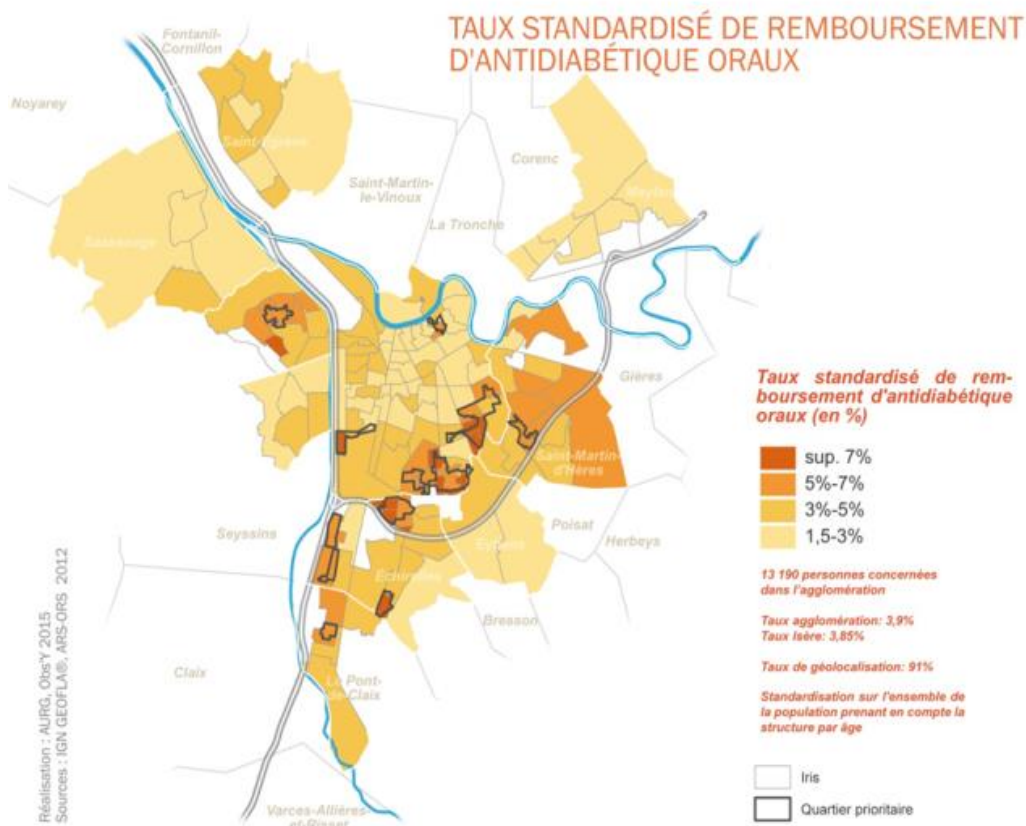 TAUX STANDARDISÉ DE REMBOURSEMENT
D'ANTIDIABÉTIQUE ORAUX
Fontanil-
Cornillon
Noyarey
Saint-Egrève
Saint-Martin-
le-Vinoux
Corenc
Meylan
La Tronche
Sassenage
Gières
Saint-Martin-
d'Hères
Poisat
Herbeys
Eybens
Seyssins
Echirolles
Bresson
Claix
Le Pont-
de-Claix
Varces-Allières-
et-Risset
Taux standardisé de rem-
boursement d'antidiabétique
oraux (en %)
sup. 7%
5%-7%
3%-5%
1,5-3%
13 190 personnes concernées
dans l'agglomération
Taux agglomération: 3,9%
Taux Isère: 3,85%
Taux de géolocalisation: 91%
Standardisation sur l'ensemble de
la population prenant en compte la
structure par âge
Iris
Quartier prioritaire
Réalisation : AURG, Obs'Y 2015
Sources : IGN GEOFLA®, ARS-ORS 2012